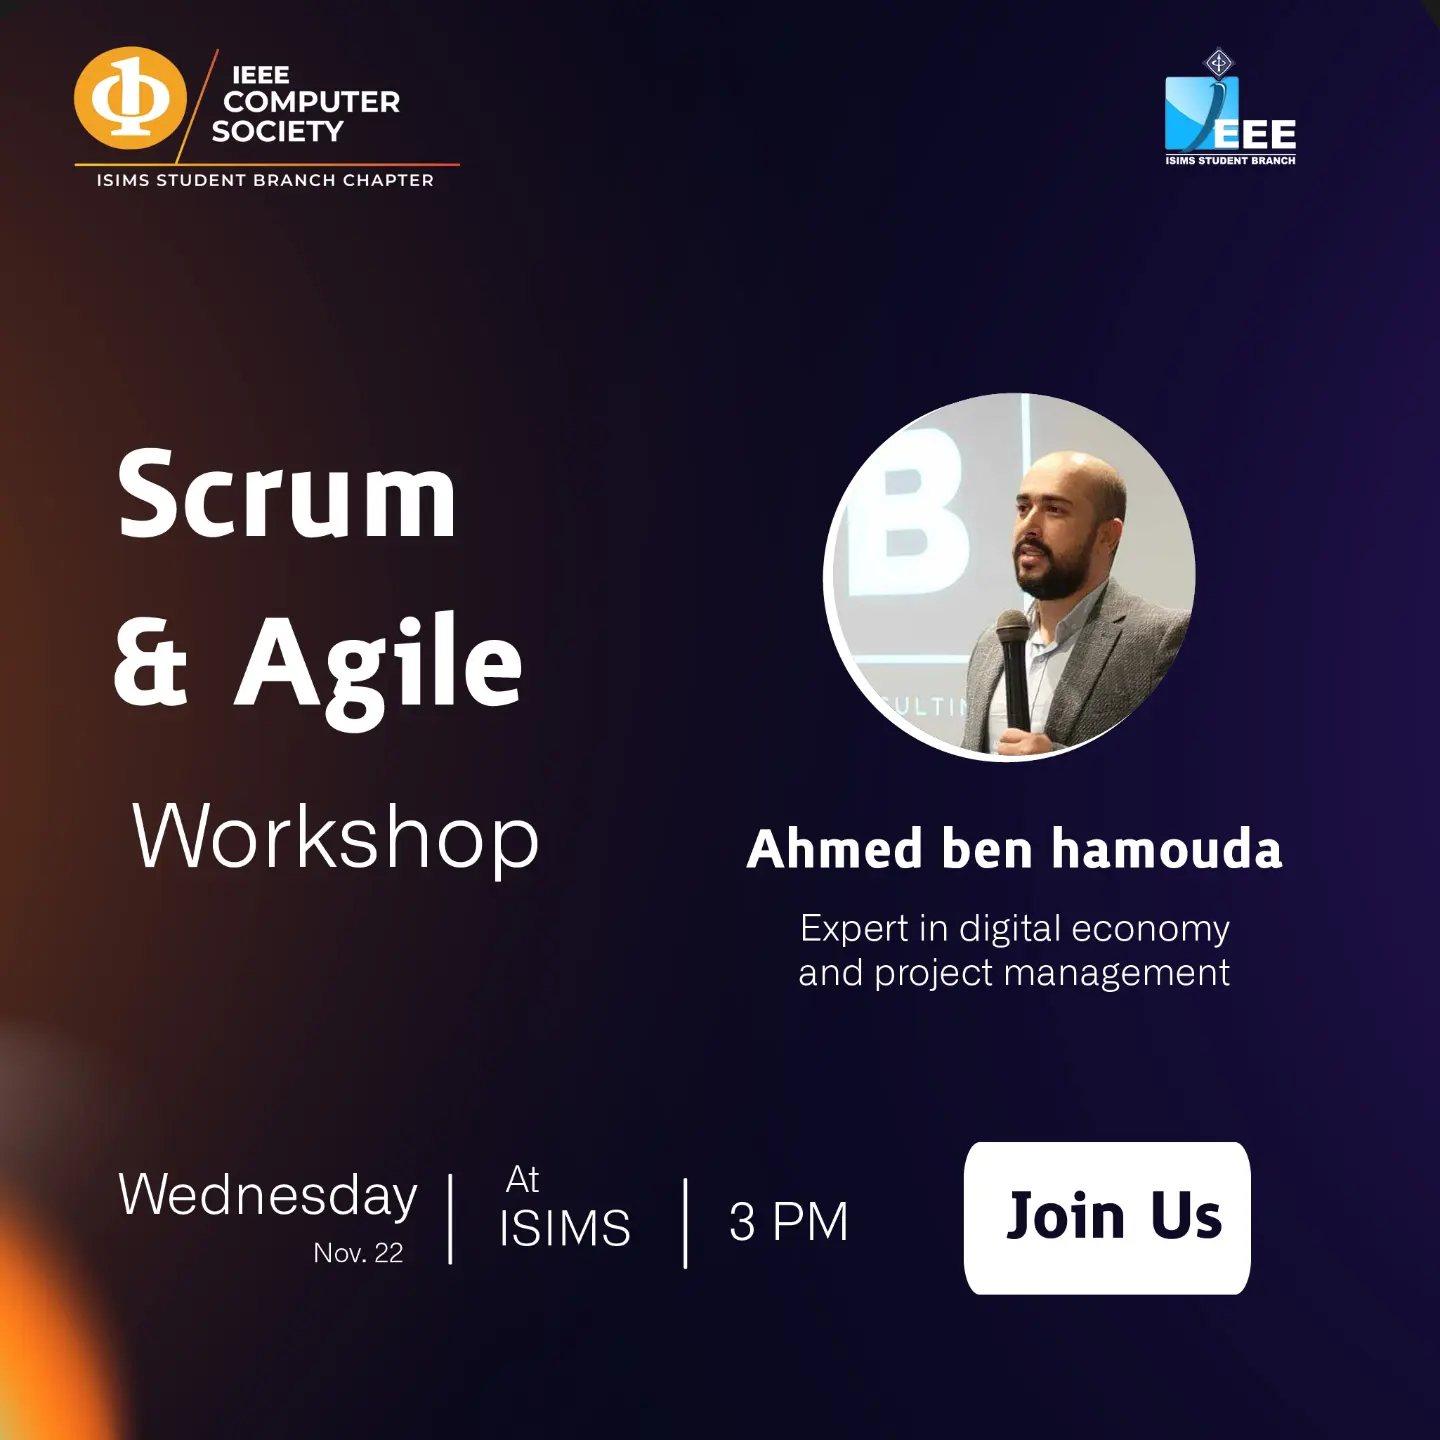 IEEE
COMPUTER
SOCIETY
ISIMS STUDENT BRANCH CHAPTER
IEEE
ISIMS STUDENT BRANCH
Scrum
& Agile
Workshop
B
Ahmed ben hamouda
Expert in digital economy
and project management
Wednesday
Nov. 22
At
ISIMS
3 PM
Join Us